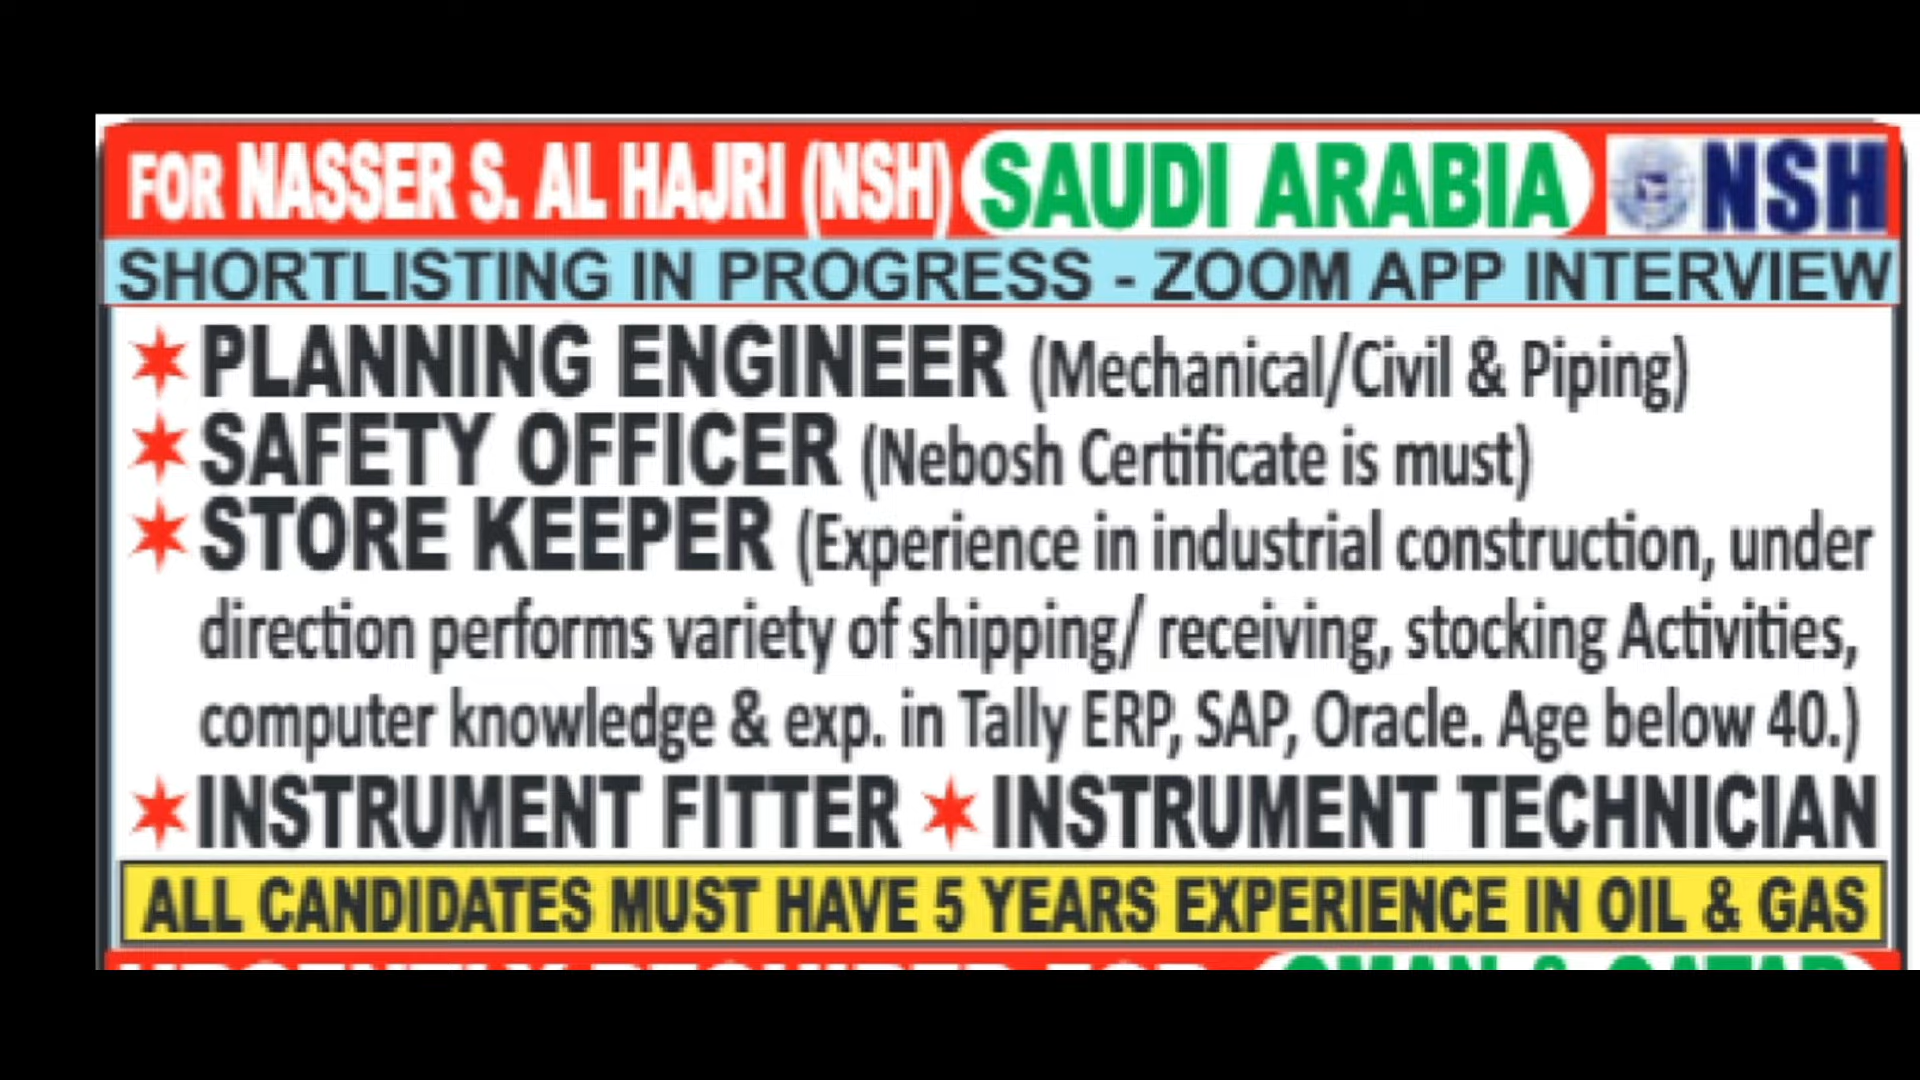 FOR NASSER S. AL HAJRI (NSH) SAUDI ARABIA NSH
SHORTLISTING IN PROGRESS - ZOOM APP INTERVIEW
PLANNING ENGINEER (Mechanical/Civil & Piping)
SAFETY OFFICER (Nebosh Certificate is must)
STORE KEEPER (Experience in industrial construction, under
direction performs variety of shipping/ receiving, stocking Activities,
computer knowledge & exp. in Tally ERP, SAP, Oracle. Age below 40.)
INSTRUMENT FITTER INSTRUMENT TECHNICIAN
ALL CANDIDATES MUST HAVE 5 YEARS EXPERIENCE IN OIL & GAS